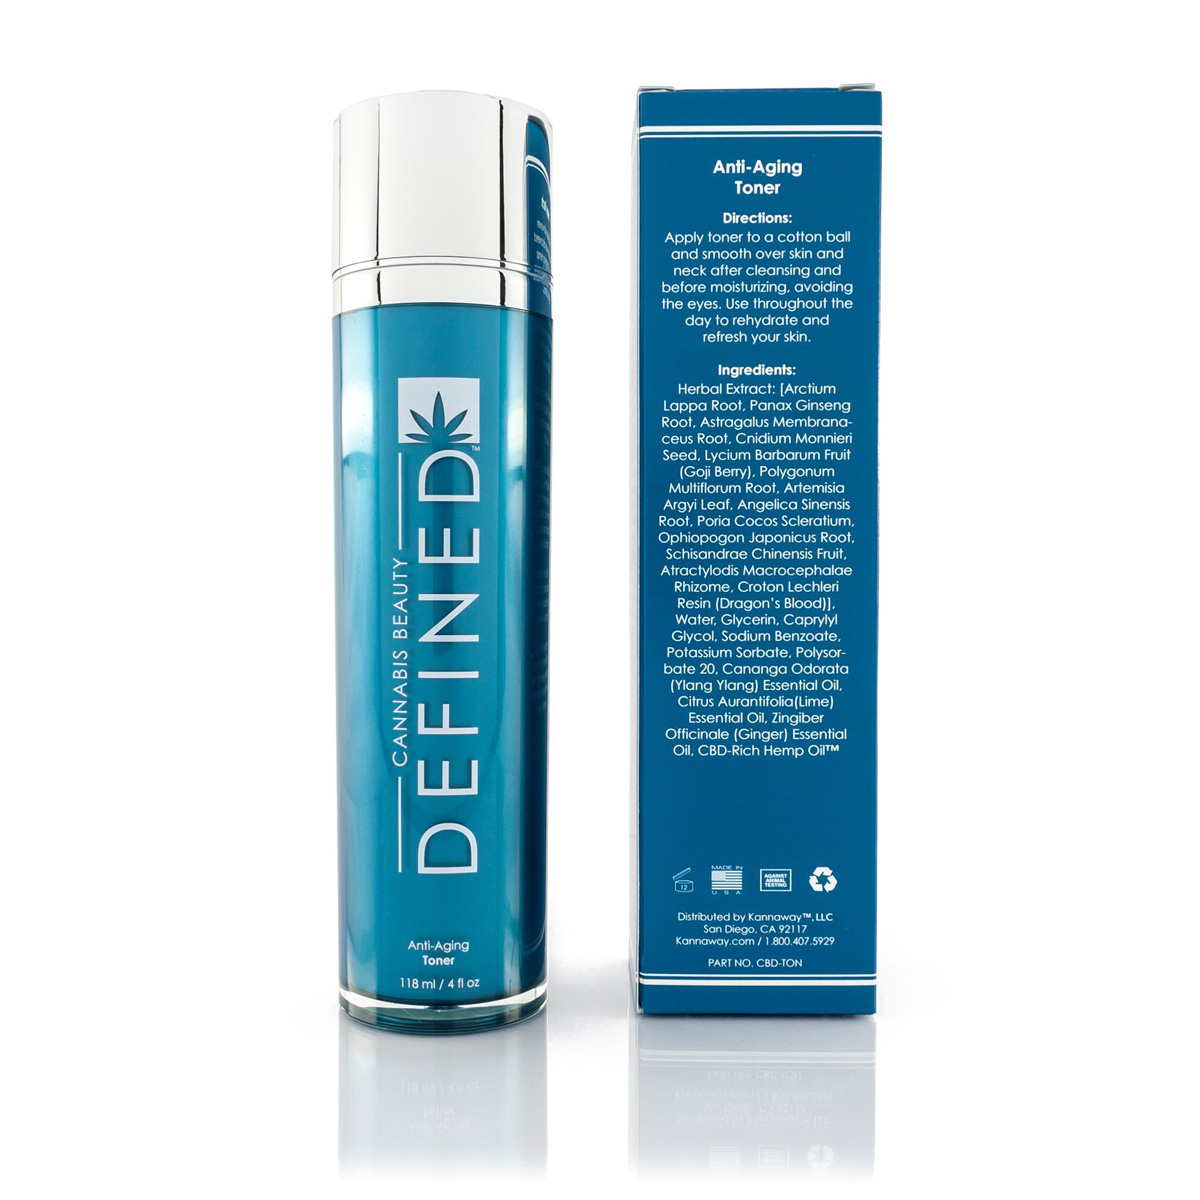 CANNABIS BEAUTY
DEFINED™
Anti-Aging
Toner
118 ml / 4 fl oz
Anti-Aging
Toner
Directions:
Apply toner to a cotton ball
and smooth over skin and
neck after cleansing and
before moisturizing, avoiding
the eyes. Use throughout the
day to rehydrate and
refresh your skin.
Ingredients:
Herbal Extract: [Arctium
Lappa Root, Panax Ginseng
Root, Astragalus Membrana-
ceus Root, Cnidium Monnieri
Seed, Lycium Barbarum Fruit
(Goji Berry), Polygonum
Multiflorum Root, Artemisia
Argyi Leaf, Angelica Sinensis
Root, Poria Cocos Scleratium,
Ophiopogon Japonicus Root,
Schisandrae Chinensis Fruit,
Atractylodis Macrocephalae
Rhizome, Croton Lechleri
Resin (Dragon's Blood)],
Water, Glycerin, Caprylyl
Glycol, Sodium Benzoate,
Potassium Sorbate, Polysor-
bate 20, Cananga Odorata
(Ylang Ylang) Essential Oil,
Citrus Aurantifolia(Lime)
Essential Oil, Zingiber
Officinale (Ginger) Essential
Oil, CBD-Rich Hemp Oil™
12
MADE IN
USA
AGAINST
ANIMAL
TESTING
Distributed by Kannaway™, LLC
San Diego, CA 92117
Kannaway.com / 1.800.407.5929
PART NO. CBD-TON